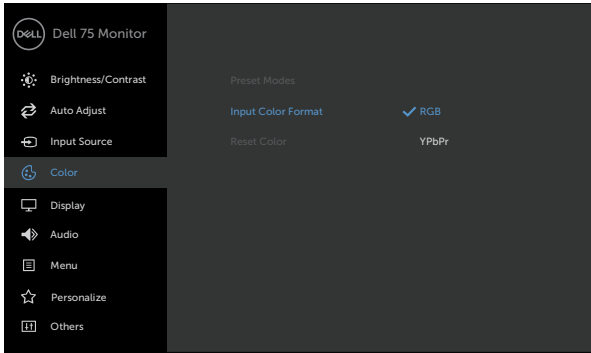 DELL Dell 75 Monitor
Brightness/Contrast
Preset Modes
Auto Adjust
Input Color Format RGB
Input Source
Reset Color YPbPr
Color
Display
Audio
Menu
Personalize
Others